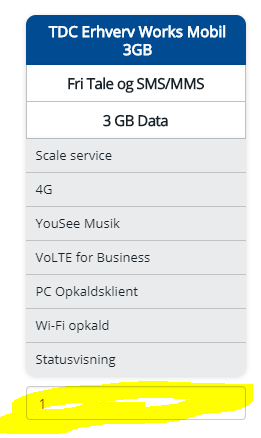 TDC Erhverv Works Mobil
3GB
Fri Tale og SMS/MMS
3 GB Data
Scale service
4G
YouSee Musik
VoLTE for Business
PC Opkaldsklient
Wi-Fi opkald
Statusvisning
1